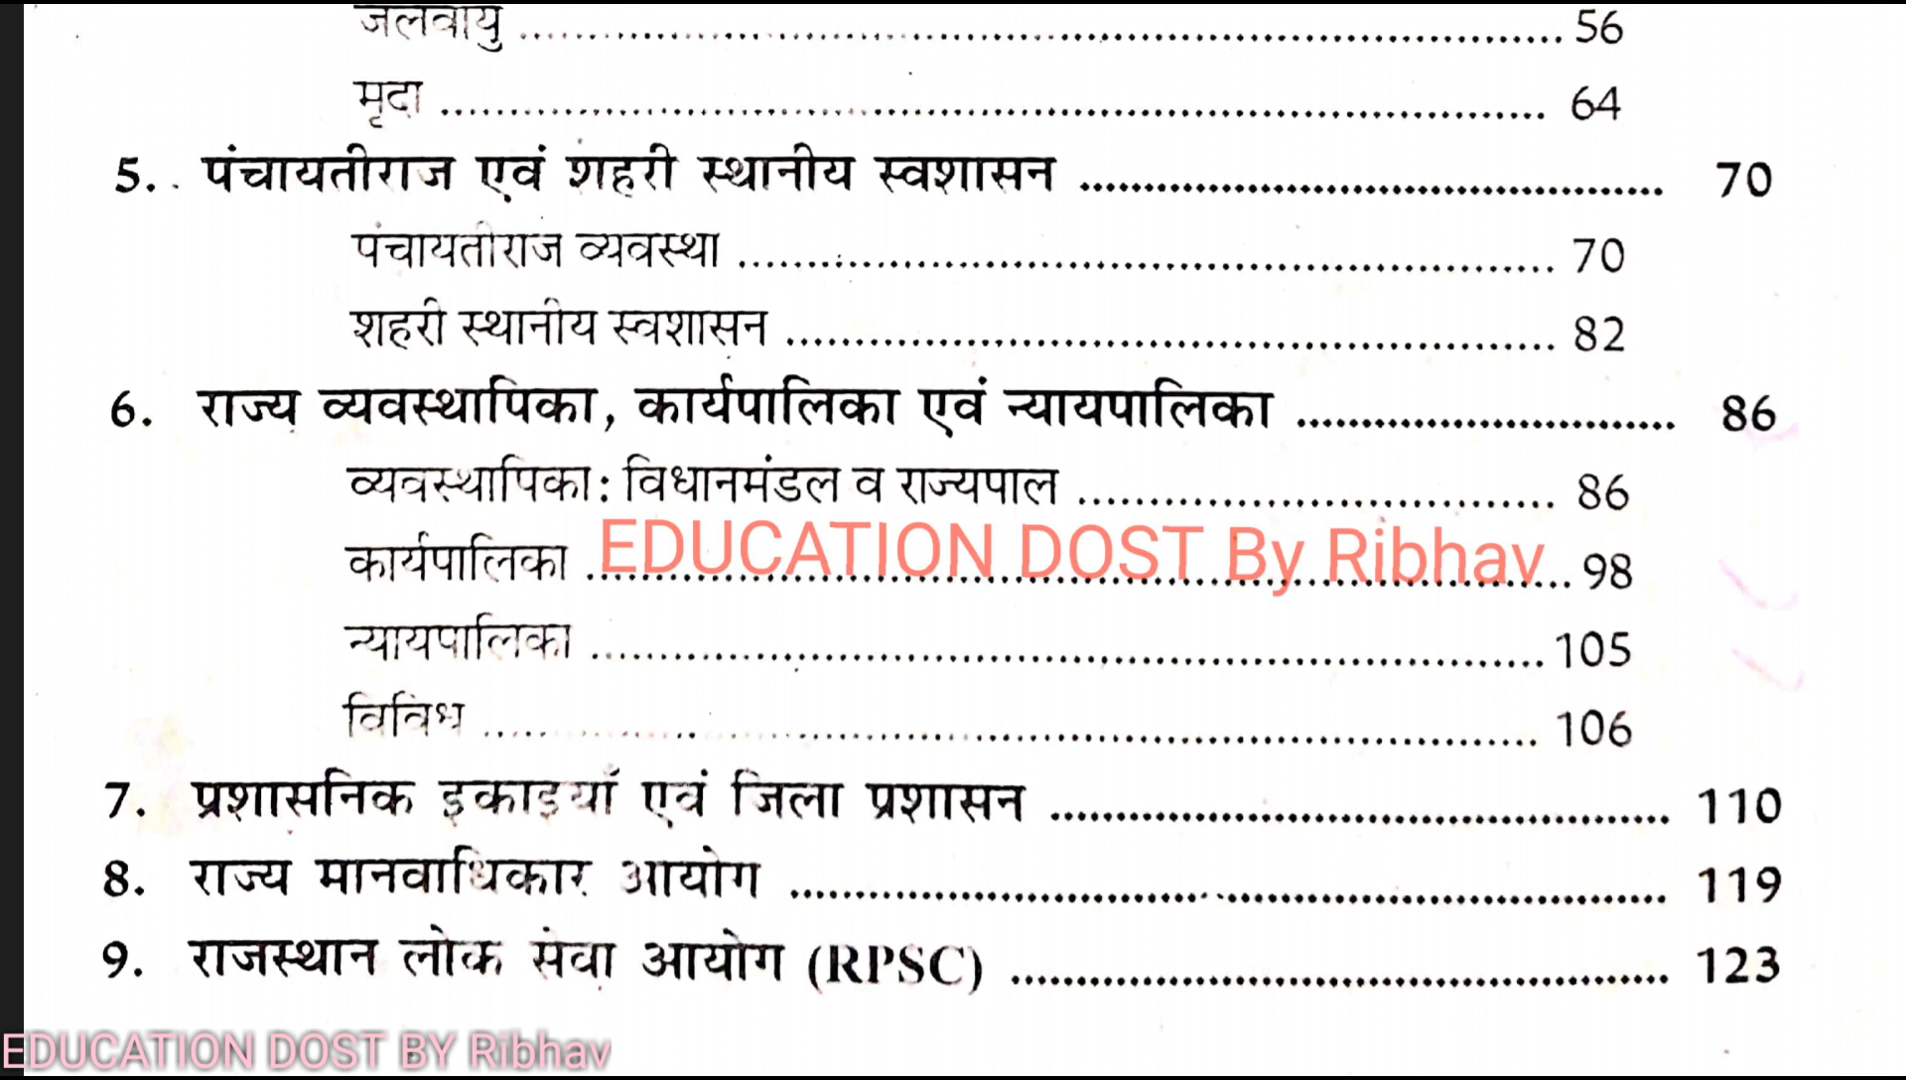 जलवायु ........................................................................ 56
मृदा ........................................................................ 64
5. . पंचायतीराज एवं शहरी स्थानीय स्वशासन ............................................. 70
पंचायतीराज व्यवस्था ............................................................ 70
शहरी स्थानीय स्वशासन ........................................................ 82
6. राज्य व्यवस्थापिका, कार्यपालिका एवं न्यायपालिका ............................. 86
व्यवस्थापिका: विधानमंडल व राज्यपाल .................................. 86
कार्यपालिका ...................................................................... 98
EDUCATION DOST By Ribhav
न्यायपालिका .................................................................... 105
विविध ........................................................................... 106
7. प्रशासनिक इकाइयाँ एवं जिला प्रशासन ............................................... 110
8. राज्य मानवाधिकार आयोग ................................................................... 119
9. राजस्थान लोक सेवा आयोग (RPSC) .................................................. 123
EDUCATION DOST BY Ribhav